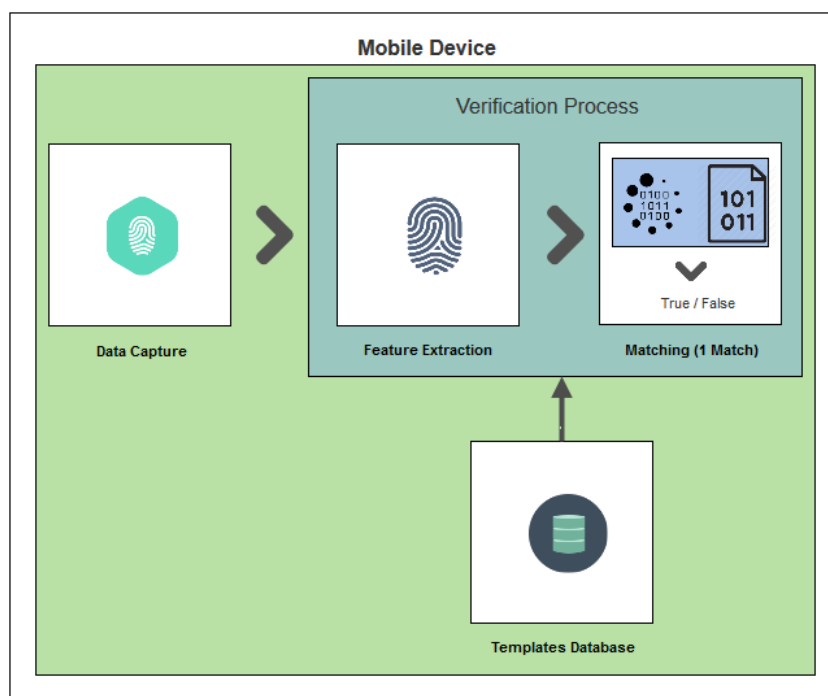 Mobile Device
Verification Process
0100
1011
0100
101
011
True / False
Data Capture
Feature Extraction
Matching (1 Match)
Templates Database